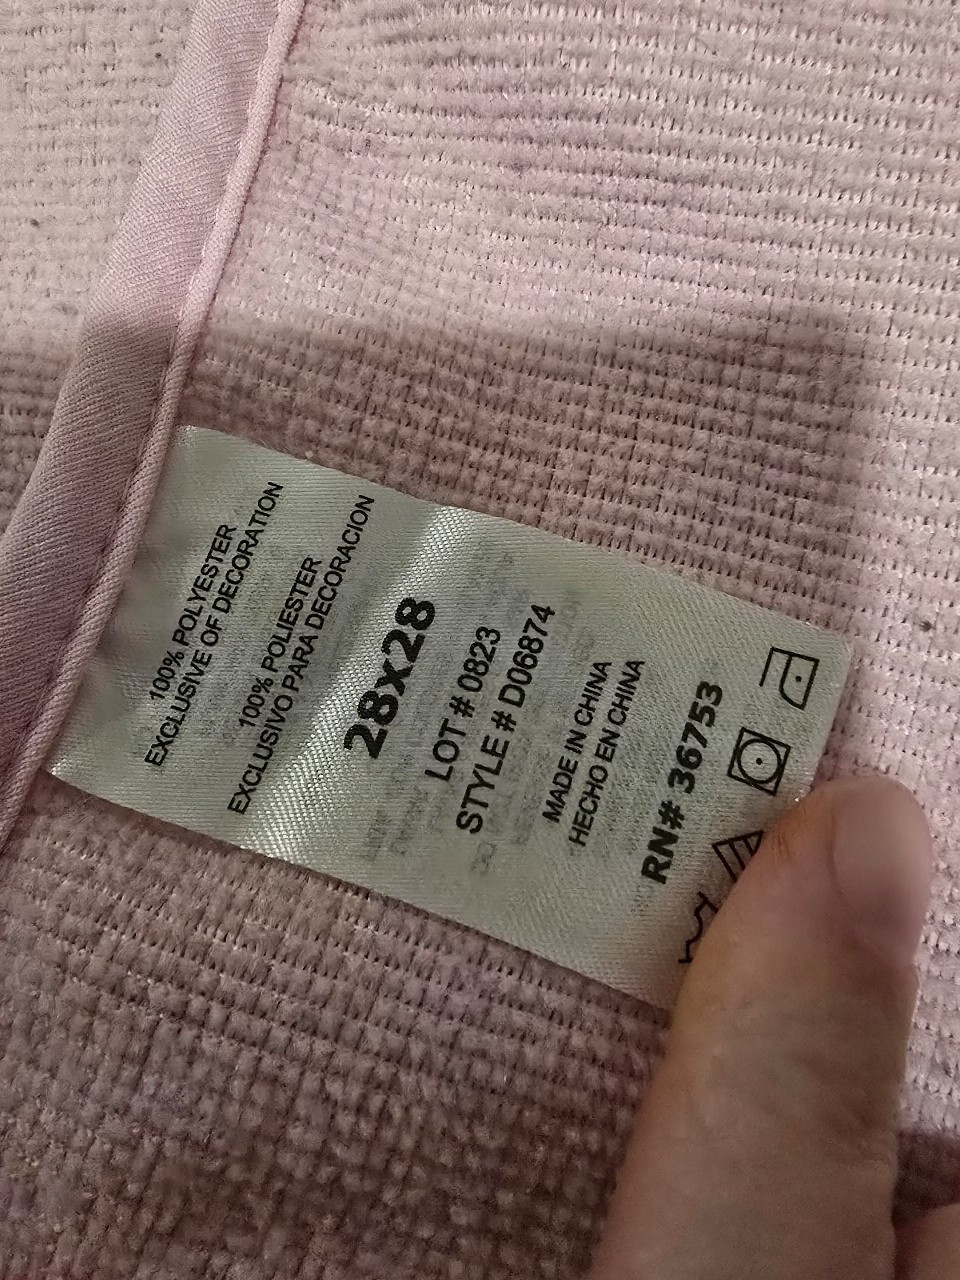 100% POLYESTER
EXCLUSIVE OF DECORATION
100% POLIESTER
EXCLUSIVO PARA DECORACION
28x28
LOT # 0823
STYLE # D06874
MADE IN CHINA
HECHO EN CHINA
RN# 36753